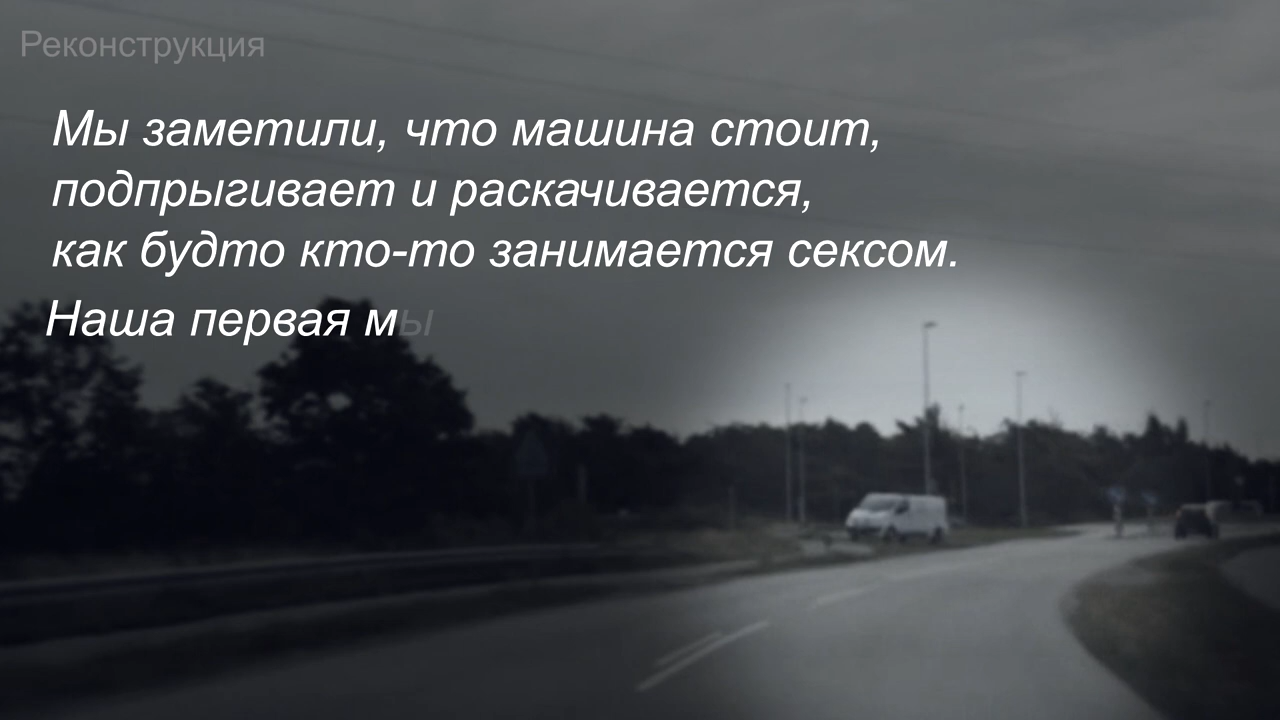 Реконструкция
Мы заметили, что машина стоит,
подпрыгивает и раскачивается,
как будто кто-то занимается сексом.
Наша первая мы